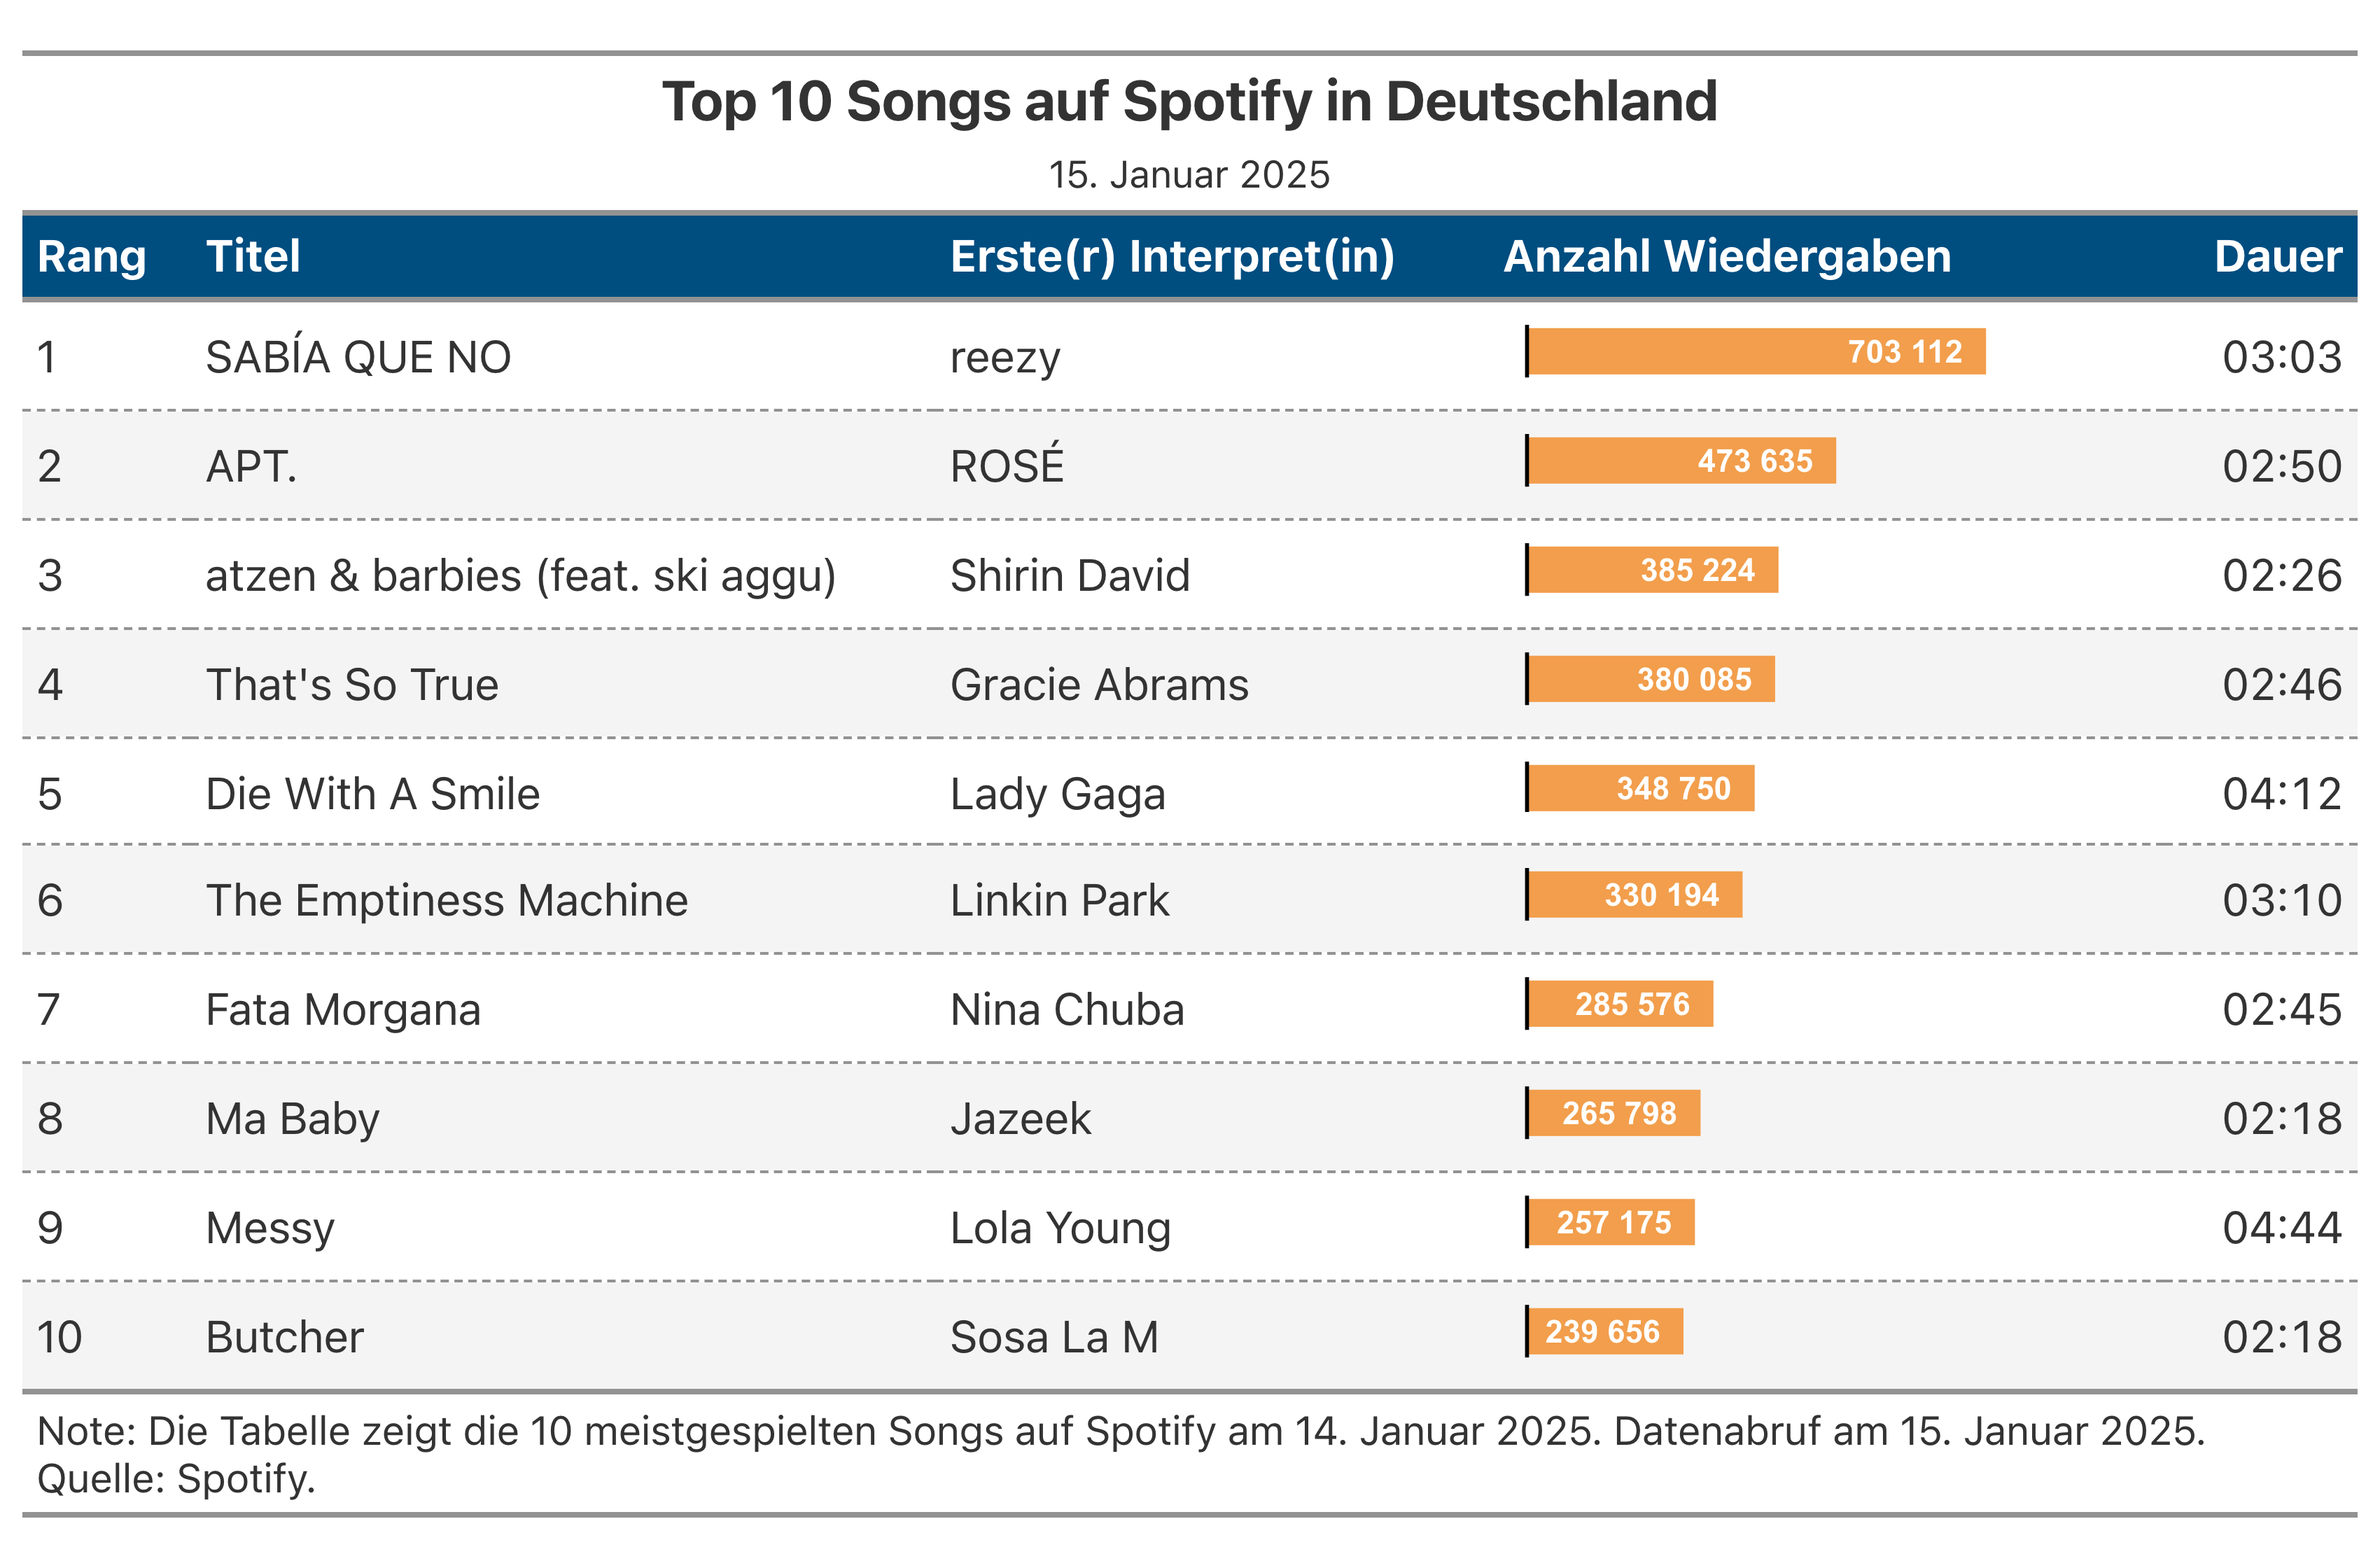 Top 10 Songs auf Spotify in Deutschland
15. Januar 2025
Rang Titel Erste(r) Interpret(in) Anzahl Wiedergaben Dauer
1 SABÍA QUE NO reezy 703 112 03:03
2 APT. ROSÉ 473 635 02:50
3 atzen & barbies (feat. ski aggu) Shirin David 385 224 02:26
4 That's So True Gracie Abrams 380 085 02:46
5 Die With A Smile Lady Gaga 348 750 04:12
6 The Emptiness Machine Linkin Park 330 194 03:10
7 Fata Morgana Nina Chuba 285 576 02:45
8 Ma Baby Jazeek 265 798 02:18
9 Messy Lola Young 257 175 04:44
10 Butcher Sosa La M 239 656 02:18
Note: Die Tabelle zeigt die 10 meistgespielten Songs auf Spotify am 14. Januar 2025. Datenabruf am 15. Januar 2025.
Quelle: Spotify.